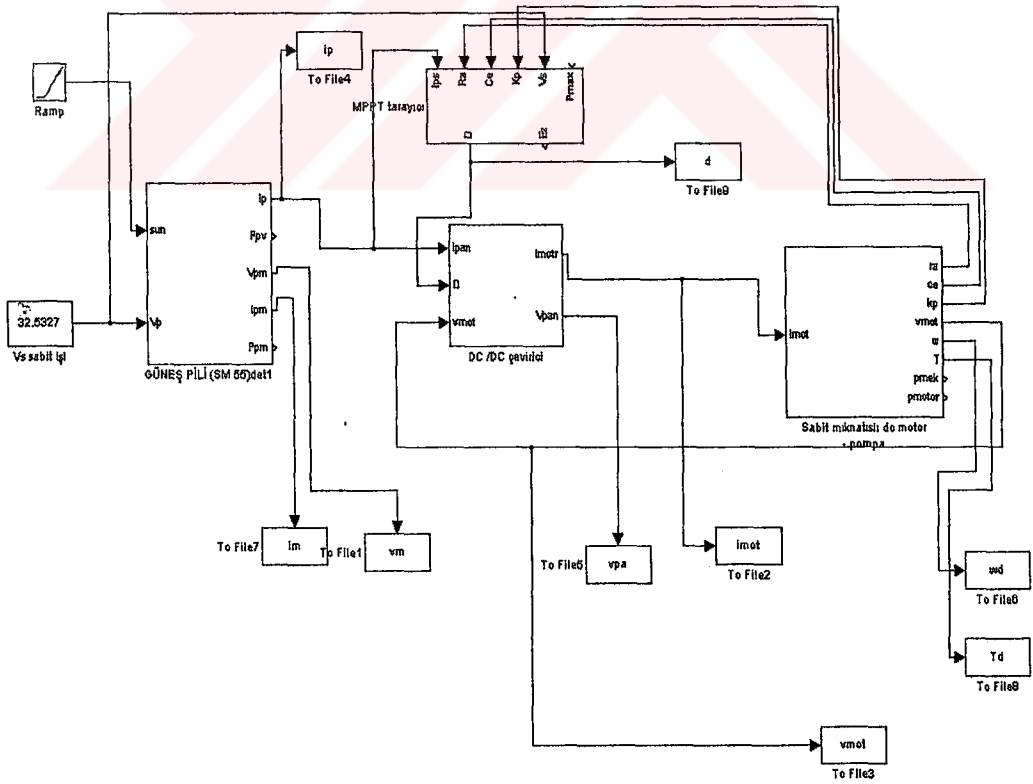 Ramp
32.5327
Vs sabit işl
sun
Vp
Ip
Ppv
Vpm
Ipm
Ppm
GÜNEŞ PİLİ (SM 55)det1
Ip
To File4
Ips
Ra
Ce
Kp
Vs
Pmax
MPPT tarayıcı
D
d
To File9
Ipan
D
vmot
Imotr
Vpan
DC /DC çevirici
Imot
ra
ce
kp
vmot
w
T
pmek
pmotor
Sabit mıknatıslı dc motor
- pompa
To File7
Im
To File1
vm
To File5
vpa
imot
To File2
wd
To File6
Td
To File8
vmot
To File3